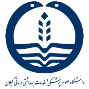 دانشگاه علوم پزشکی و خدمات بهداشتی درمانی گیلان